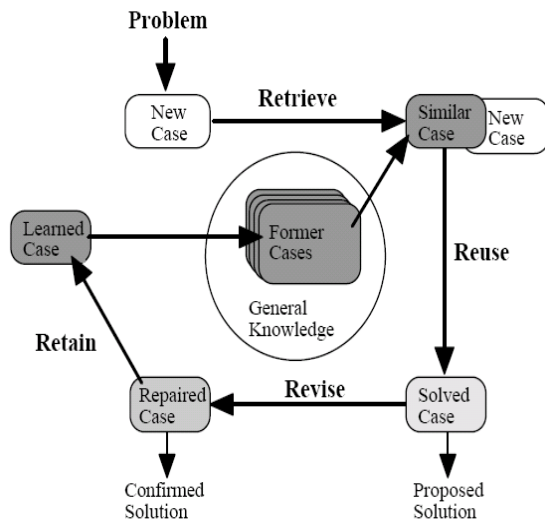 Problem
New
Case
Retrieve
Similar
Case
New
Case
Learned
Case
Former
Cases
General
Knowledge
Reuse
Retain
Repaired
Case
Revise
Solved
Case
Confirmed
Solution
Proposed
Solution